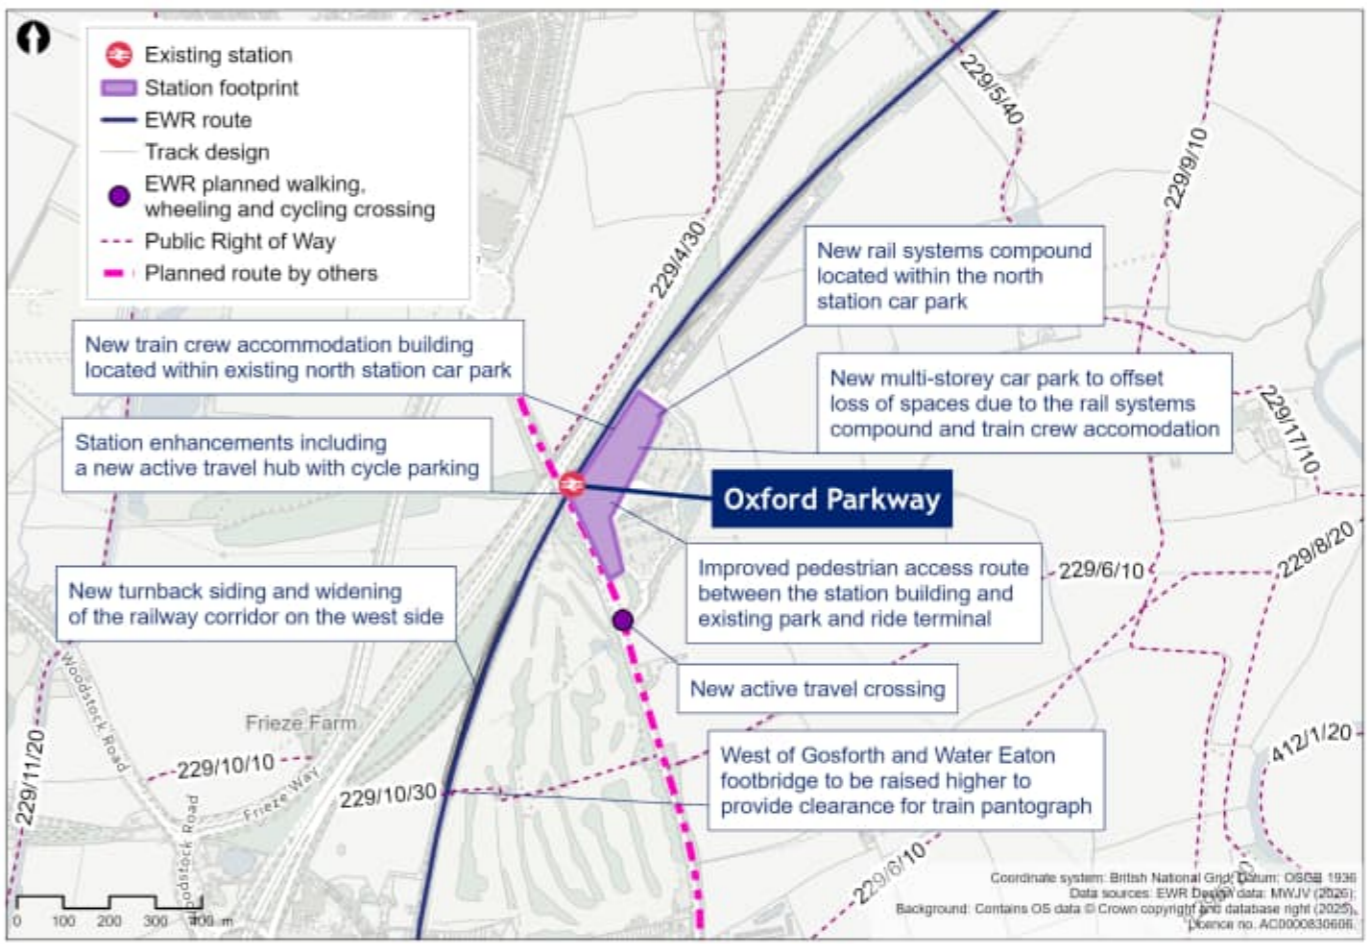 Existing station
Station footprint
EWR route
Track design
EWR planned walking,
wheeling and cycling crossing
Public Right of Way
Planned route by others
229/5/40
229/9/10
229/4/30
New rail systems compound
located within the north
station car park
New train crew accommodation building
located within existing north station car park
New multi-storey car park to offset
loss of spaces due to the rail systems
compound and train crew accomodation
229/17/10
Station enhancements including
a new active travel hub with cycle parking
Oxford Parkway
229/8/20
Improved pedestrian access route
between the station building and
existing park and ride terminal
229/6/10
New turnback siding and widening
of the railway corridor on the west side
New active travel crossing
Woodstock Road
Frieze Farm
229/11/20
229/10/10
Frieze Way
229/10/30
West of Gosforth and Water Eaton
footbridge to be raised higher to
provide clearance for train pantograph
412/1/20
Woodstock Road
229/6/10
0 100 200 300 400 m
Coordinate system: British National Grid; Datum: OSGB 1936
Data sources: EWR Design data: MWJV (2026);
Background: Contains OS data © Crown copyright and database right (2025),
Licence no. AC0000830606.